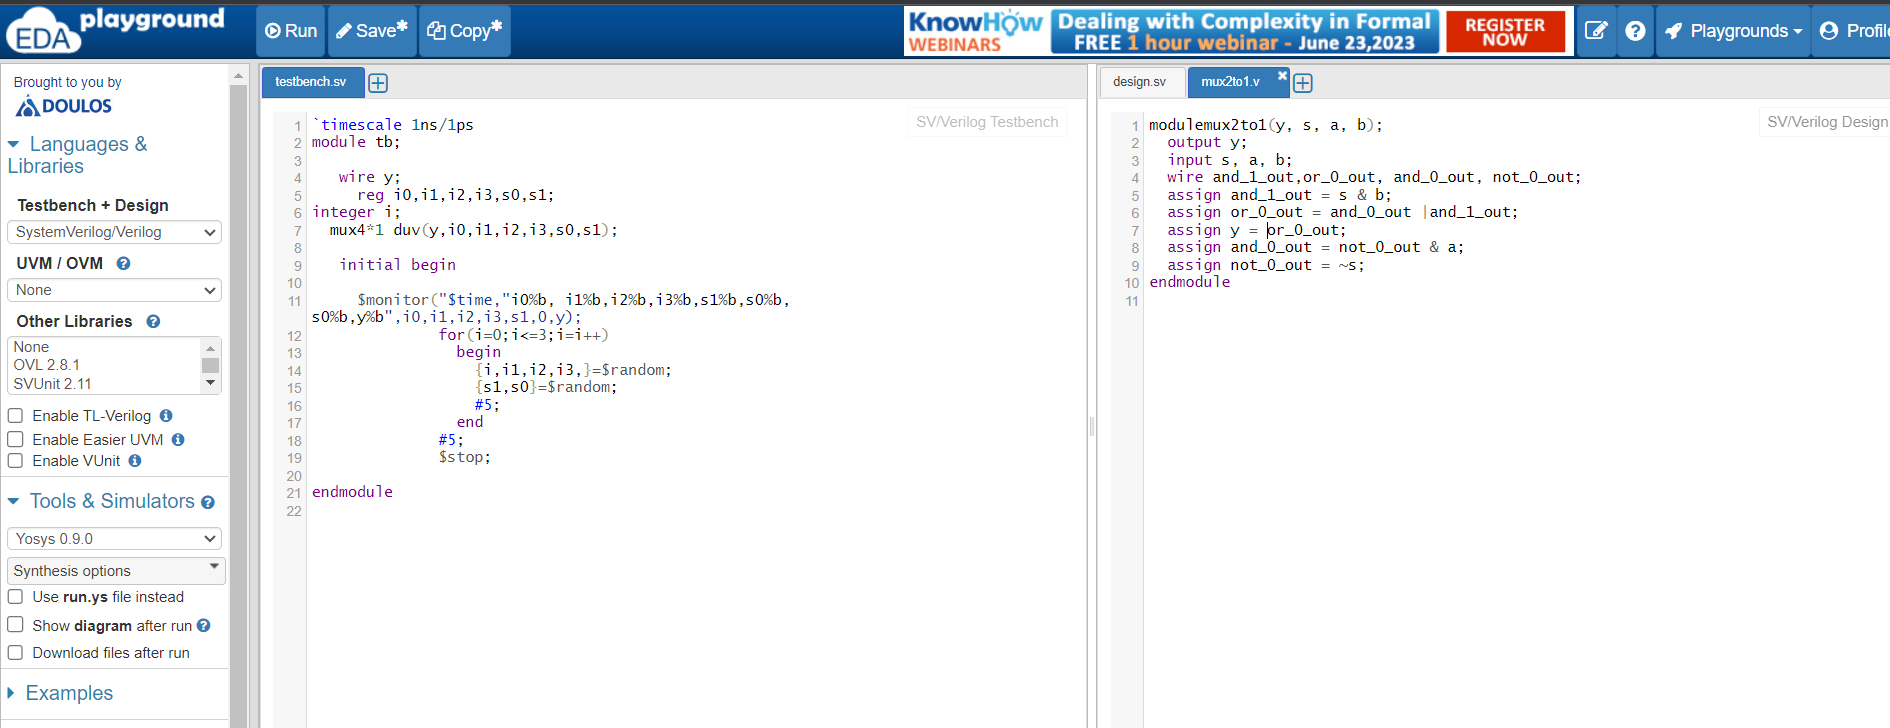 EDA playground
Run
Save*
Copy*
KnowHow
WEBINARS
Dealing with Complexity in Formal
FREE 1 hour webinar - June 23,2023
REGISTER
NOW
Playgrounds
Profil
Brought to you by
DOULOS
Languages &
Libraries
Testbench + Design
SystemVerilog/Verilog
UVM / OVM ?
None
Other Libraries ?
None
OVL 2.8.1
SVUnit 2.11
Enable TL-Verilog
Enable Easier UVM
Enable VUnit
Tools & Simulators ?
Yosys 0.9.0
Synthesis options
Use run.ys file instead
Show diagram after run ?
Download files after run
Examples
testbench.sv
SV/Verilog Testbench
1 `timescale 1ns/1ps
2 module tb;
3
4 wire y;
5 reg i0,i1,i2,i3,s0,s1;
6 integer i;
7 mux4*1 duv(y,i0,i1,i2,i3,s0,s1);
8
9 initial begin
10
11 $monitor("$time,"i0%b, i1%b,i2%b,i3%b,s1%b,s0%b,
s0%b,y%b",i0,i1,i2,i3,s1,0,y);
12 for(i=0;i<=3;i=i++)
13 begin
14 {i,i1,i2,i3,}=$random;
15 {s1,s0}=$random;
16 #5;
17 end
18 #5;
19 $stop;
20
21 endmodule
22
design.sv
mux2to1.v
SV/Verilog Design
1 modulemux2to1(y, s, a, b);
2 output y;
3 input s, a, b;
4 wire and_1_out,or_0_out, and_0_out, not_0_out;
5 assign and_1_out = s & b;
6 assign or_0_out = and_0_out |and_1_out;
7 assign y = or_0_out;
8 assign and_0_out = not_0_out & a;
9 assign not_0_out = ~s;
10 endmodule
11